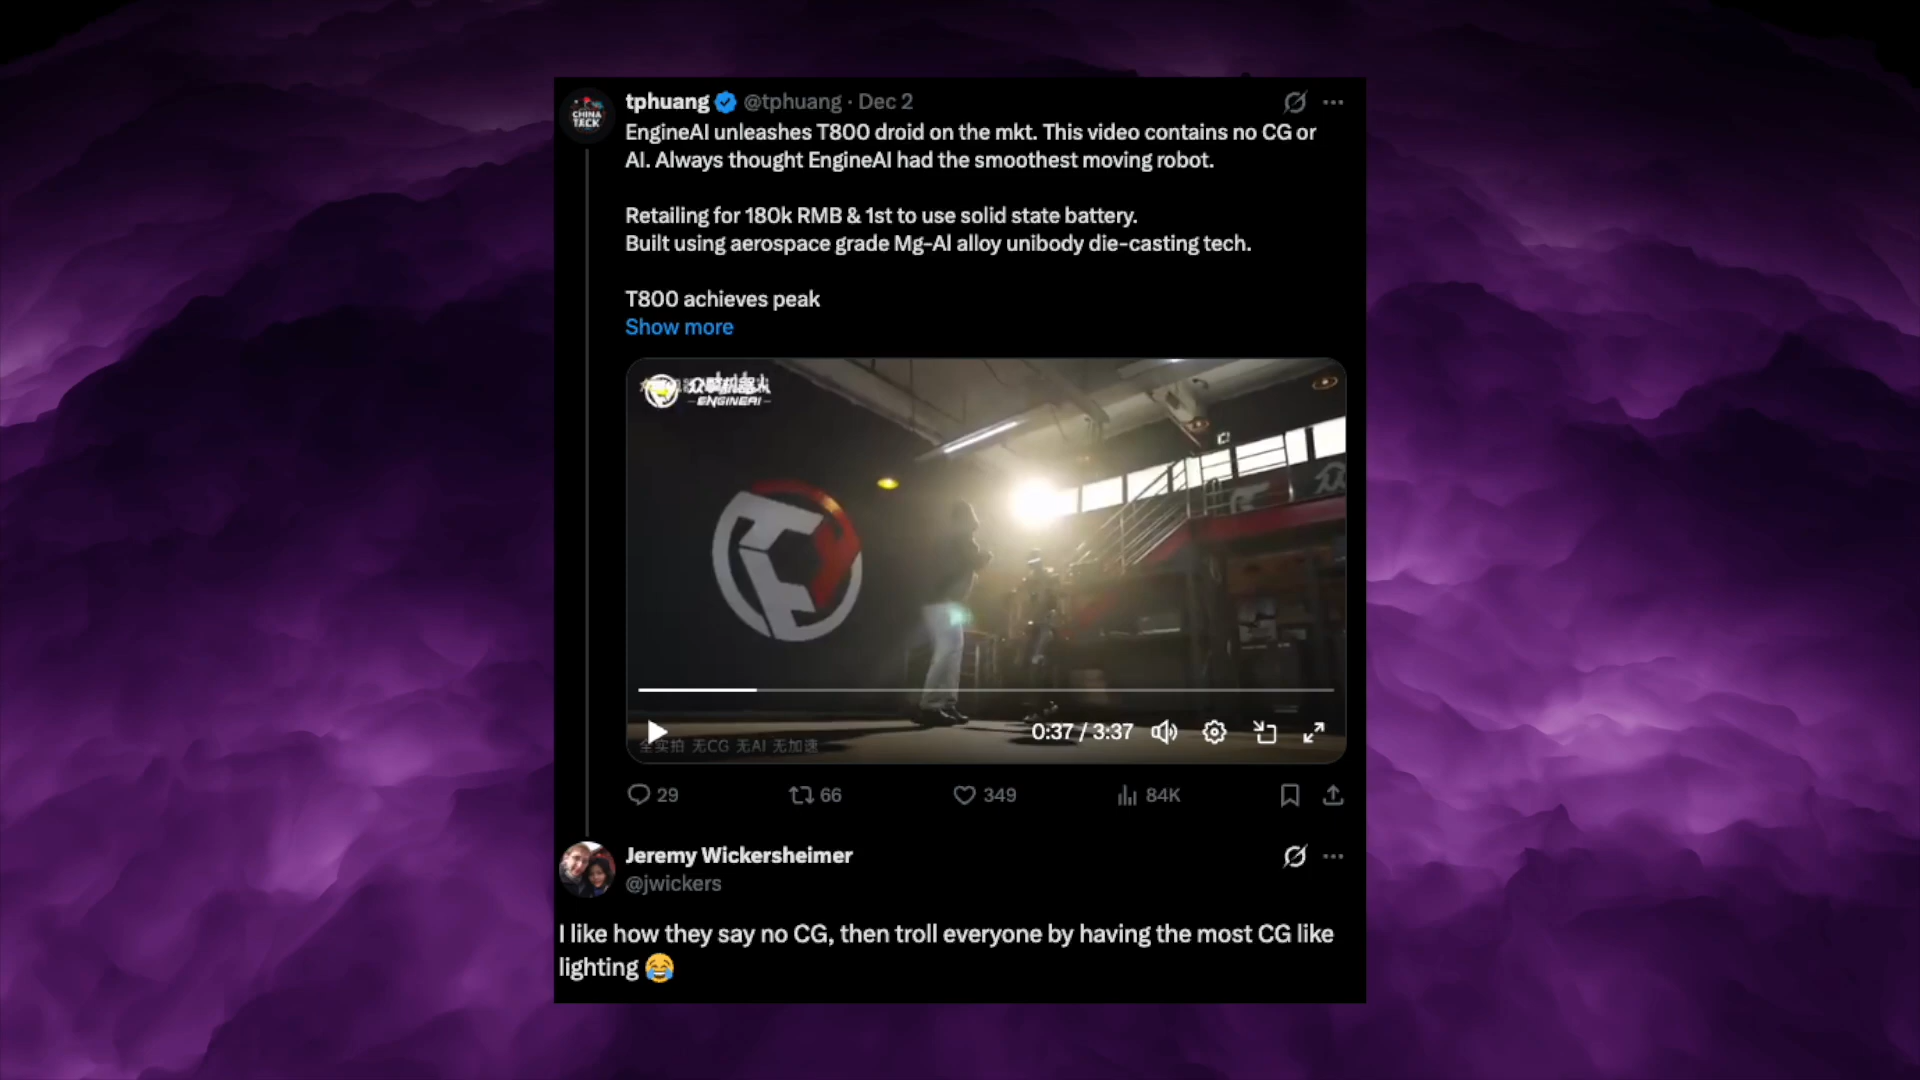 CHINA
TECK
tphuang @tphuang · Dec 2
EngineAI unleashes T800 droid on the mkt. This video contains no CG or
AI. Always thought EngineAI had the smoothest moving robot.
Retailing for 180k RMB & 1st to use solid state battery.
Built using aerospace grade Mg-Al alloy unibody die-casting tech.
T800 achieves peak
Show more
ENGINEAI
全实拍 无CG 无AI 无加速
0:37 / 3:37
29 66 349 84K
Jeremy Wickersheimer
@jwickers
I like how they say no CG, then troll everyone by having the most CG like
lighting 😂